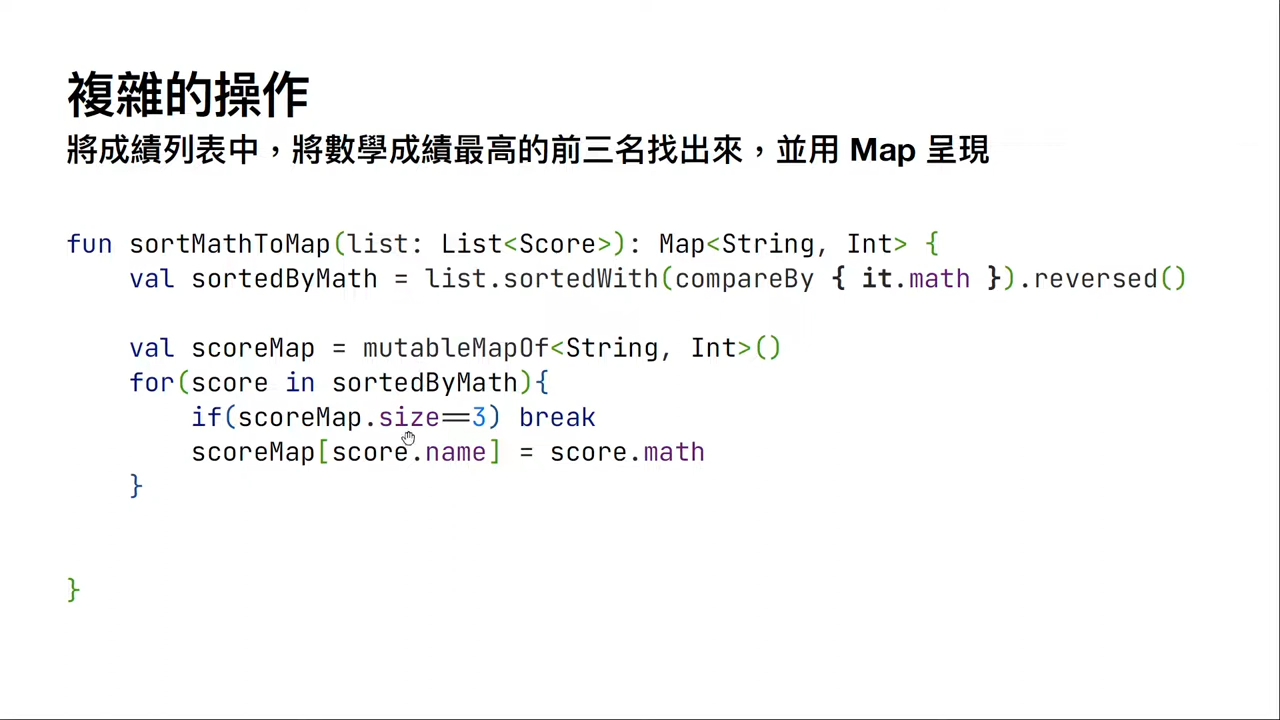 複雜的操作
將成績列表中，將數學成績最高的前三名找出來，並用 Map 呈現
fun sortMathToMap(list: List<Score>): Map<String, Int> {
    val sortedByMath = list.sortedWith(compareBy { it.math }).reversed()
    val scoreMap = mutableMapOf<String, Int>()
    for(score in sortedByMath){
        if(scoreMap.size==3) break
        scoreMap[score.name] = score.math
    }
}